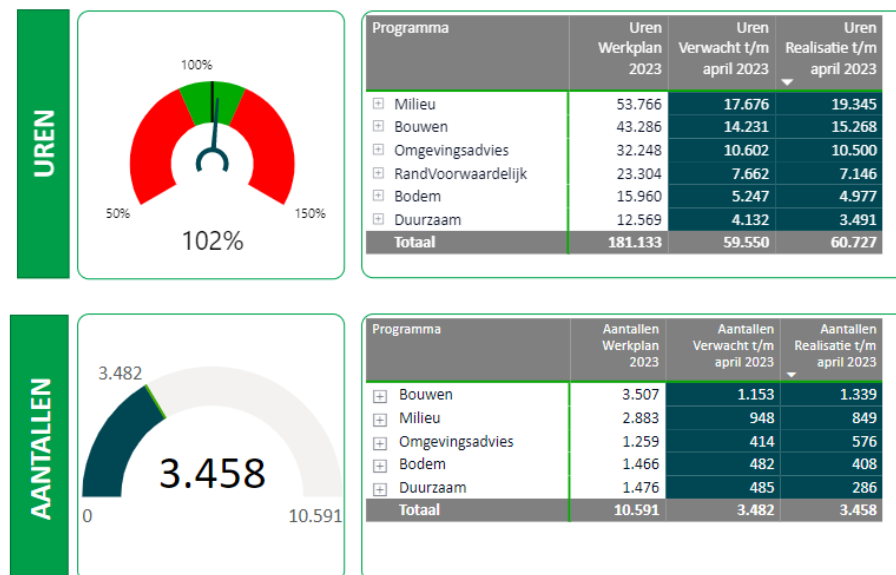 UREN
100%
50%
150%
102%
Programma Uren Uren Uren
Werkplan Verwacht t/m Realisatie t/m
2023 april 2023 april 2023
Milieu 53.766 17.676 19.345
Bouwen 43.286 14.231 15.268
Omgevingsadvies 32.248 10.602 10.500
RandVoorwaardelijk 23.304 7.662 7.146
Bodem 15.960 5.247 4.977
Duurzaam 12.569 4.132 3.491
Totaal 181.133 59.550 60.727
AANTALLEN
3.482
3.458
0 10.591
Programma Aantallen Aantallen Aantallen
Werkplan Verwacht t/m Realisatie t/m
2023 april 2023 april 2023
Bouwen 3.507 1.153 1.339
Milieu 2.883 948 849
Omgevingsadvies 1.259 414 576
Bodem 1.466 482 408
Duurzaam 1.476 485 286
Totaal 10.591 3.482 3.458